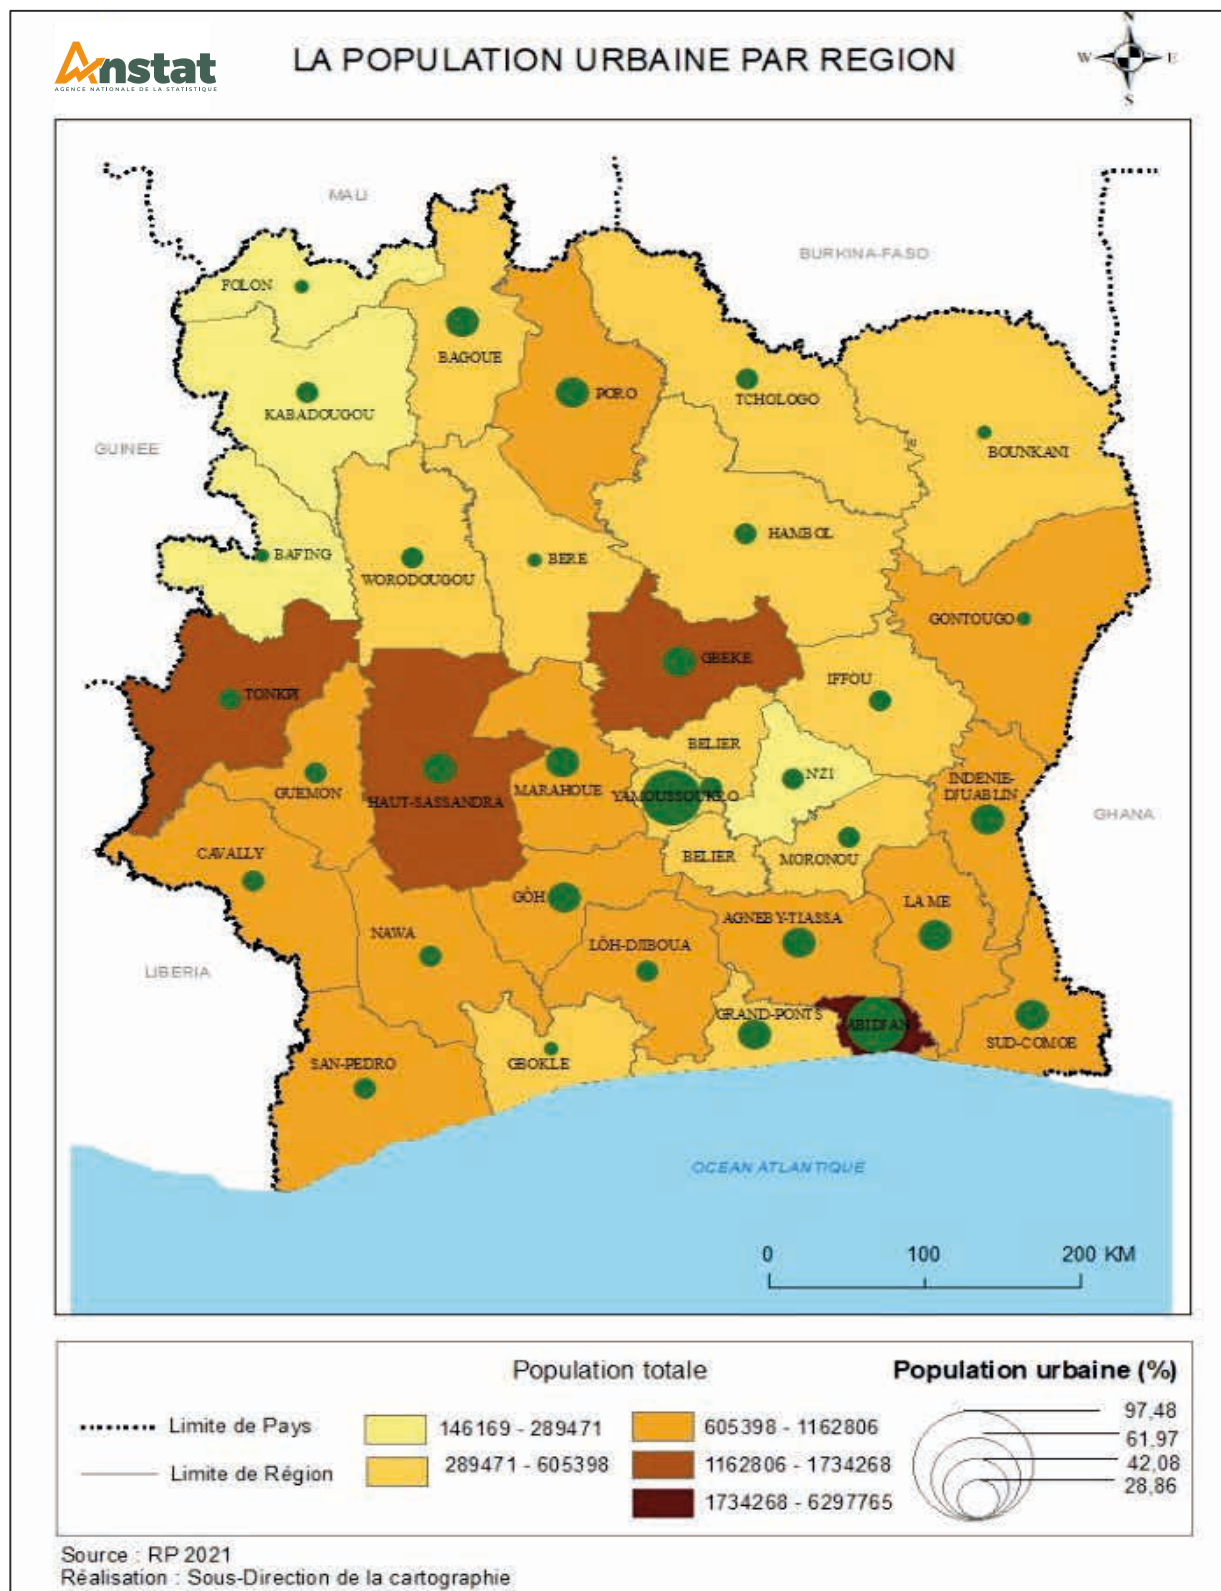 Anstat
AGENCE NATIONALE DE LA STATISTIQUE
LA POPULATION URBAINE PAR REGION
N
W
E
S
MALI
BURKINA-FASO
FOLON
BAGOUE
PORO
TCHOLOGO
KABADOUGOU
GUINEE
BOUNKANI
HAMBOL
BAFING
WORODOUGOU
BERE
GONTOUGO
GBEKE
IFFOU
TONKPI
BELIER
N'ZI
INDENIE-
DJUABLIN
GUEMON
HAUT-SASSANDRA
MARAHOUE
YAMOUSSOUKRO
GHANA
CAVALLY
BELIER
MORONOU
GÔH
LA ME
AGNEBY-TIASSA
NAWA
LÔH-DJIBOUA
LIBERIA
GRAND-PONTS
ABIDJAN
SUD-COMOE
SAN-PEDRO
GBOKLE
OCEAN ATLANTIQUE
0 100 200 KM
Population totale
Population urbaine (%)
Limite de Pays
Limite de Région
146169 - 289471
289471 - 605398
605398 - 1162806
1162806 - 1734268
1734268 - 6297765
97,48
61,97
42,08
28,86
Source : RP 2021
Réalisation : Sous-Direction de la cartographie